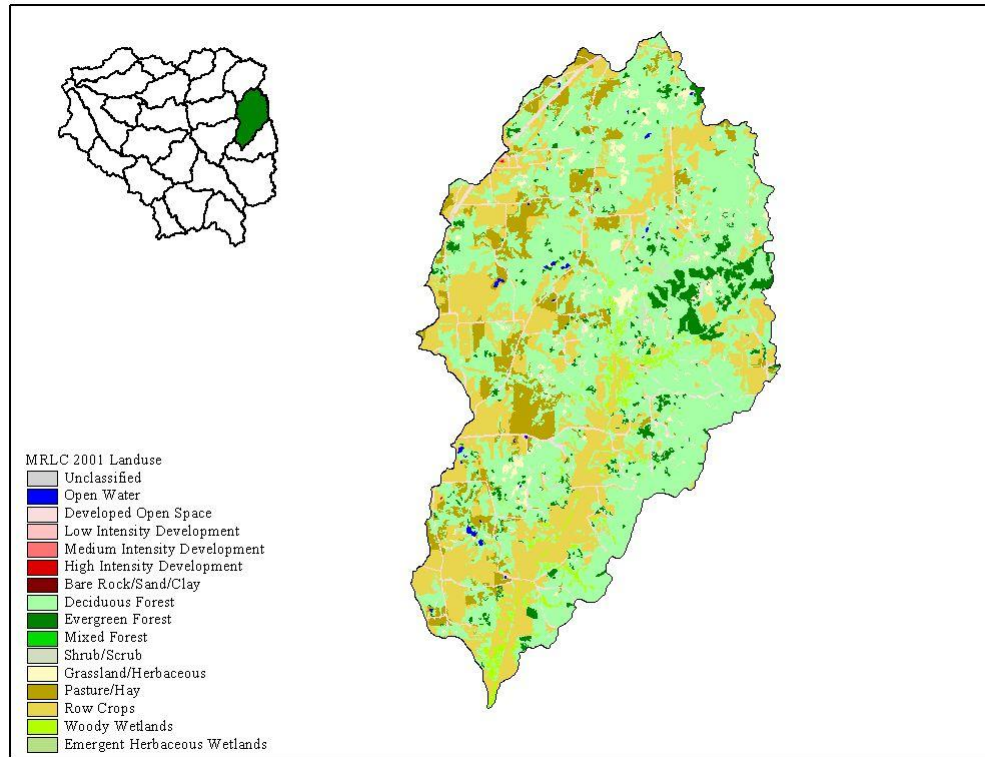 MRLC 2001 Landuse
Unclassified
Open Water
Developed Open Space
Low Intensity Development
Medium Intensity Development
High Intensity Development
Bare Rock/Sand/Clay
Deciduous Forest
Evergreen Forest
Mixed Forest
Shrub/Scrub
Grassland/Herbaceous
Pasture/Hay
Row Crops
Woody Wetlands
Emergent Herbaceous Wetlands